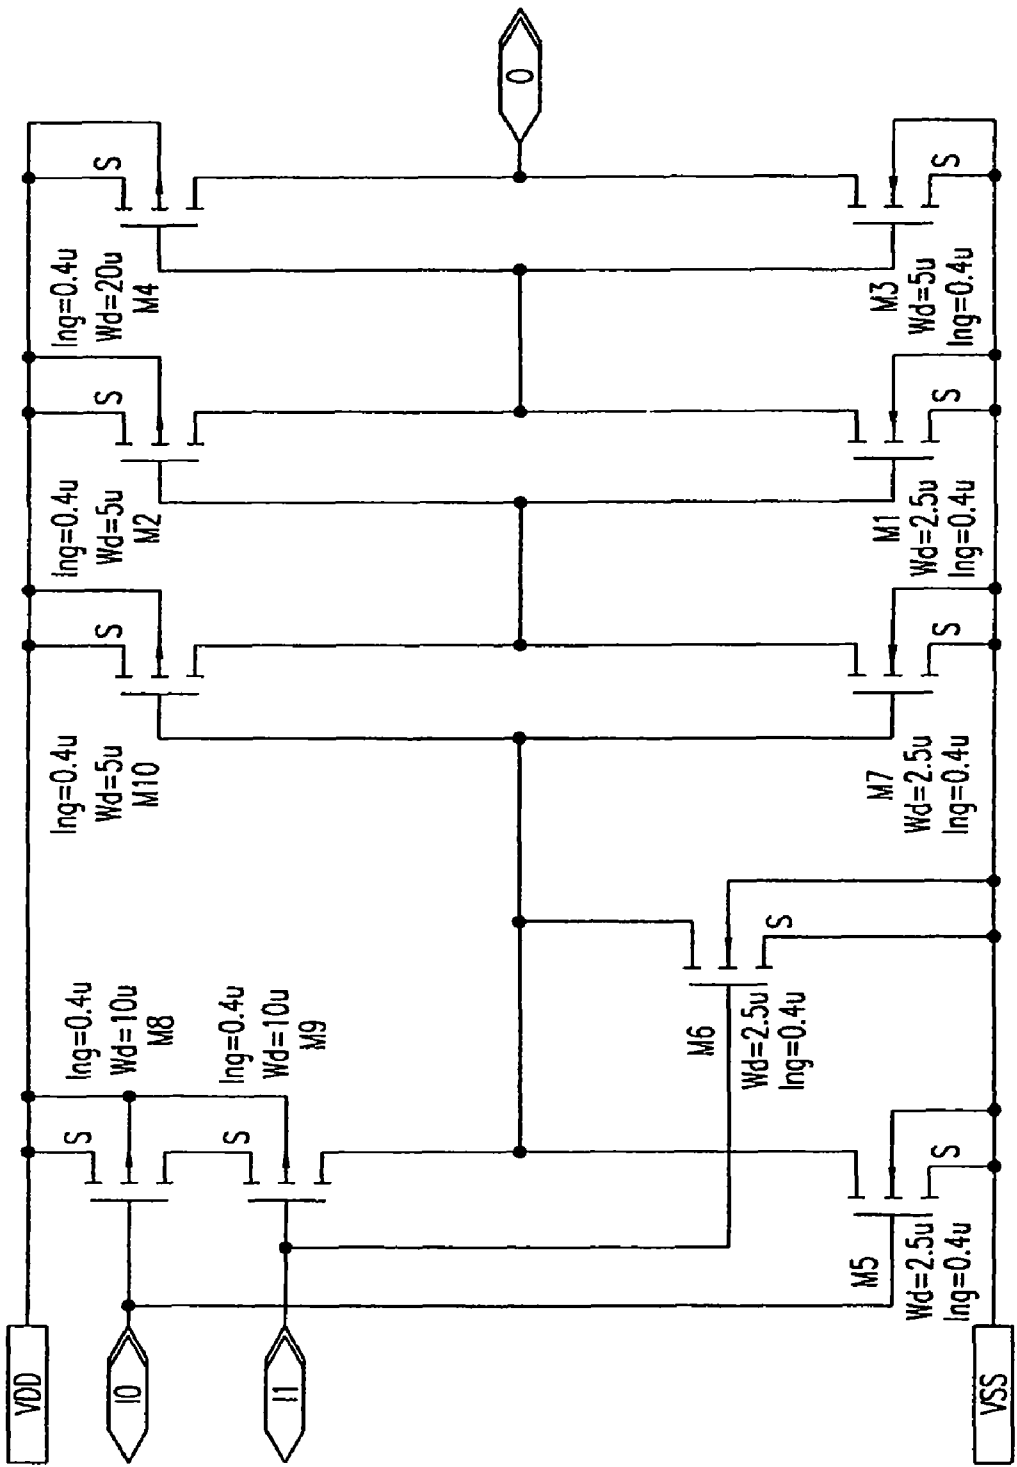 VDD
I0
I1
VSS
S
lng=0.4u
Wd=10u
M8
S
lng=0.4u
Wd=10u
M9
M5
Wd=2.5u
lng=0.4u
S
M6
Wd=2.5u
lng=0.4u
S
lng=0.4u
Wd=5u
M10
S
M7
Wd=2.5u
lng=0.4u
S
lng=0.4u
Wd=5u
M2
S
M1
Wd=2.5u
lng=0.4u
S
lng=0.4u
Wd=20u
M4
S
M3
Wd=5u
lng=0.4u
S
O